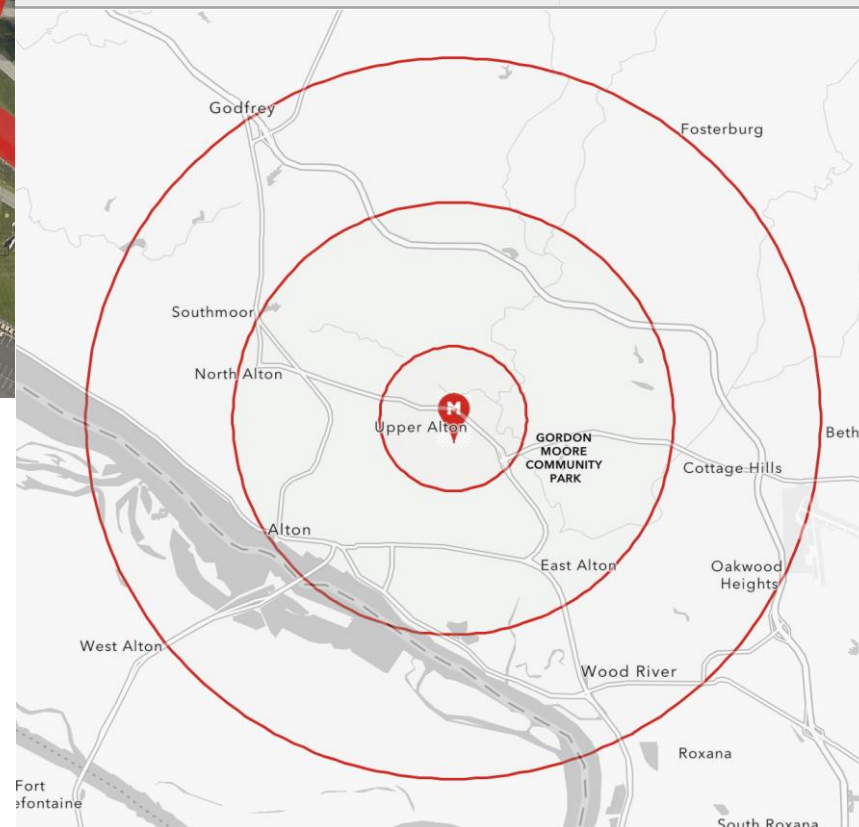 Godfrey
Fosterburg
Southmoor
North Alton
M
Upper Alton
GORDON
MOORE
COMMUNITY
PARK
Beth
Cottage Hills
Alton
East Alton
Oakwood
Heights
West Alton
Wood River
Roxana
Fort
efontaine
South Roxana